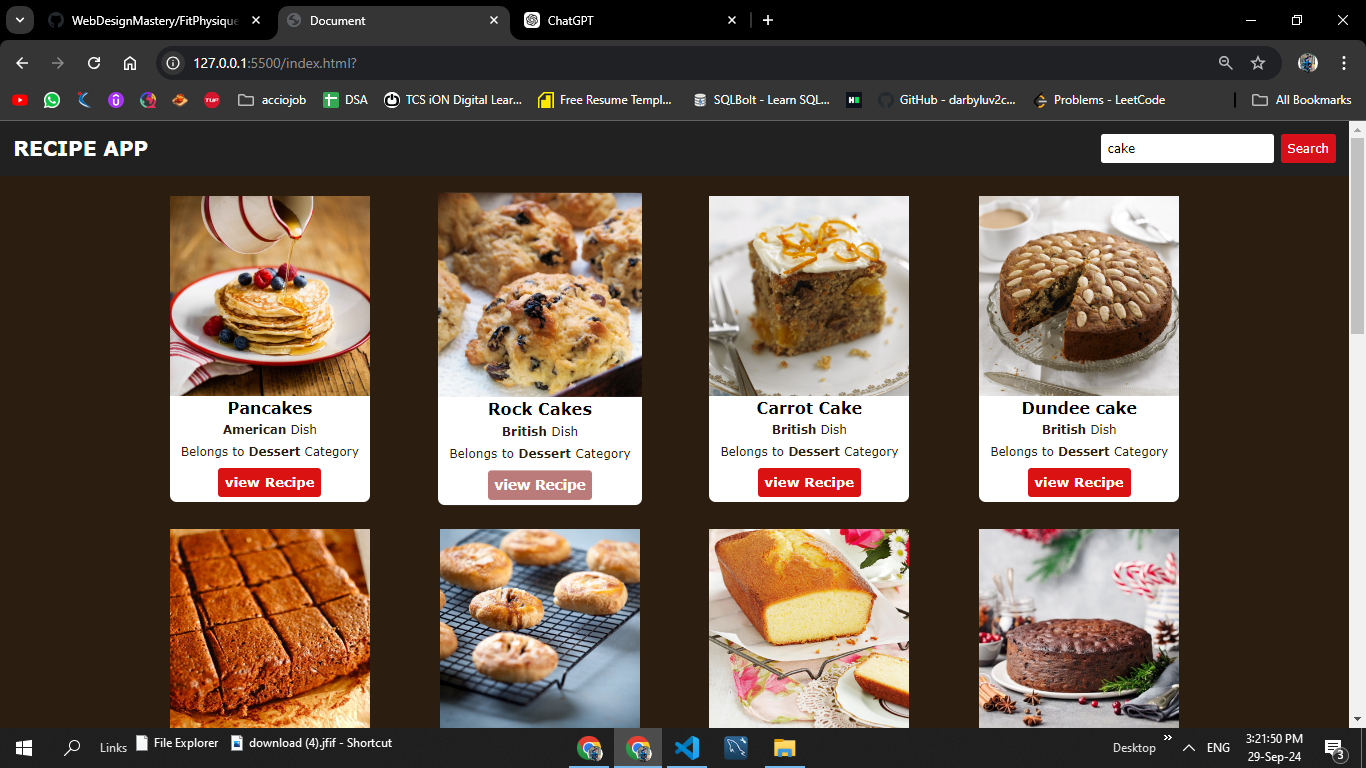 WebDesignMastery/FitPhysique
Document
ChatGPT
127.0.0.1:5500/index.html?
acciojob
DSA
TCS iON Digital Lear...
Free Resume Templ...
SQLBolt - Learn SQL...
GitHub - darbyluv2c...
Problems - LeetCode
All Bookmarks
RECIPE APP
cake
Search
Pancakes
American Dish
Belongs to Dessert Category
view Recipe
Rock Cakes
British Dish
Belongs to Dessert Category
view Recipe
Carrot Cake
British Dish
Belongs to Dessert Category
view Recipe
Dundee cake
British Dish
Belongs to Dessert Category
view Recipe
Links
File Explorer
download (4).jfif - Shortcut
Desktop
ENG
3:21:50 PM
29-Sep-24
3